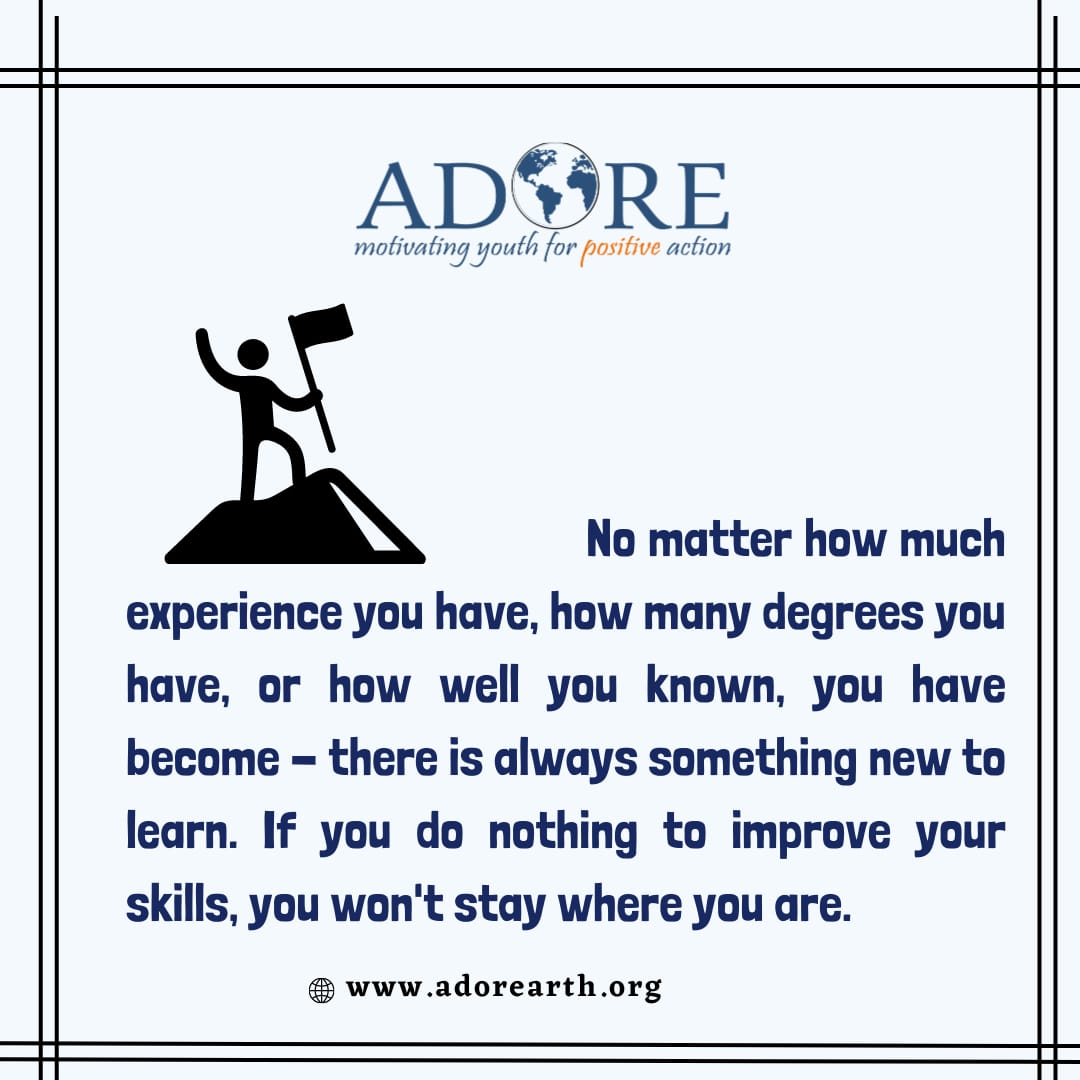 ADORE
motivating youth for positive action
No matter how much
experience you have, how many degrees you
have, or how well you known, you have
become – there is always something new to
learn. If you do nothing to improve your
skills, you won't stay where you are.
www.adorearth.org